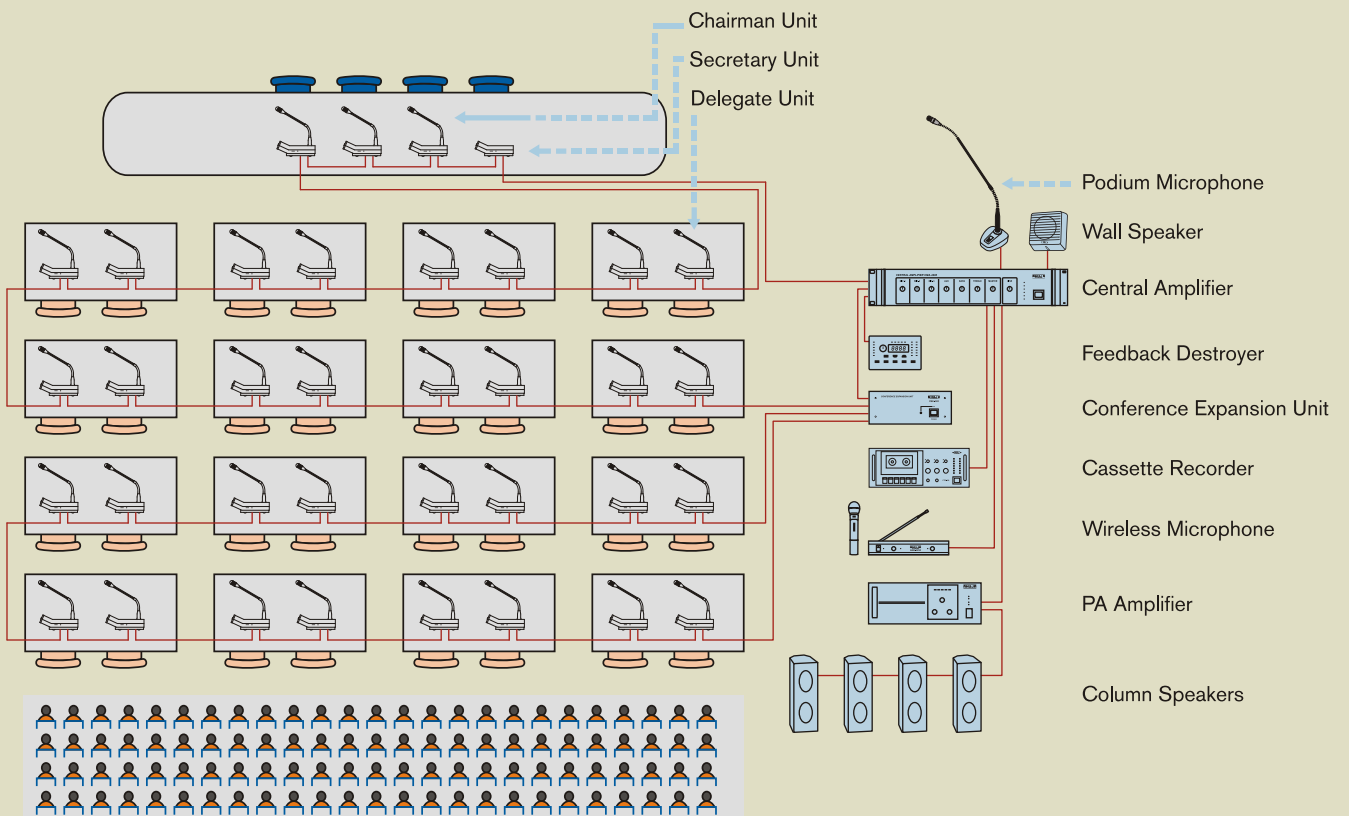 Chairman Unit
Secretary Unit
Delegate Unit
Podium Microphone
Wall Speaker
Central Amplifier
Feedback Destroyer
Conference Expansion Unit
Cassette Recorder
Wireless Microphone
PA Amplifier
Column Speakers